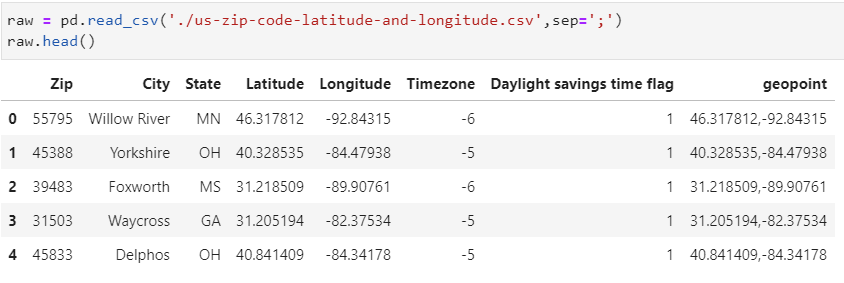 raw = pd.read_csv('./us-zip-code-latitude-and-longitude.csv',sep=';')
raw.head()
Zip City State Latitude Longitude Timezone Daylight savings time flag geopoint
0 55795 Willow River MN 46.317812 -92.84315 -6 1 46.317812,-92.84315
1 45388 Yorkshire OH 40.328535 -84.47938 -5 1 40.328535,-84.47938
2 39483 Foxworth MS 31.218509 -89.90761 -6 1 31.218509,-89.90761
3 31503 Waycross GA 31.205194 -82.37534 -5 1 31.205194,-82.37534
4 45833 Delphos OH 40.841409 -84.34178 -5 1 40.841409,-84.34178